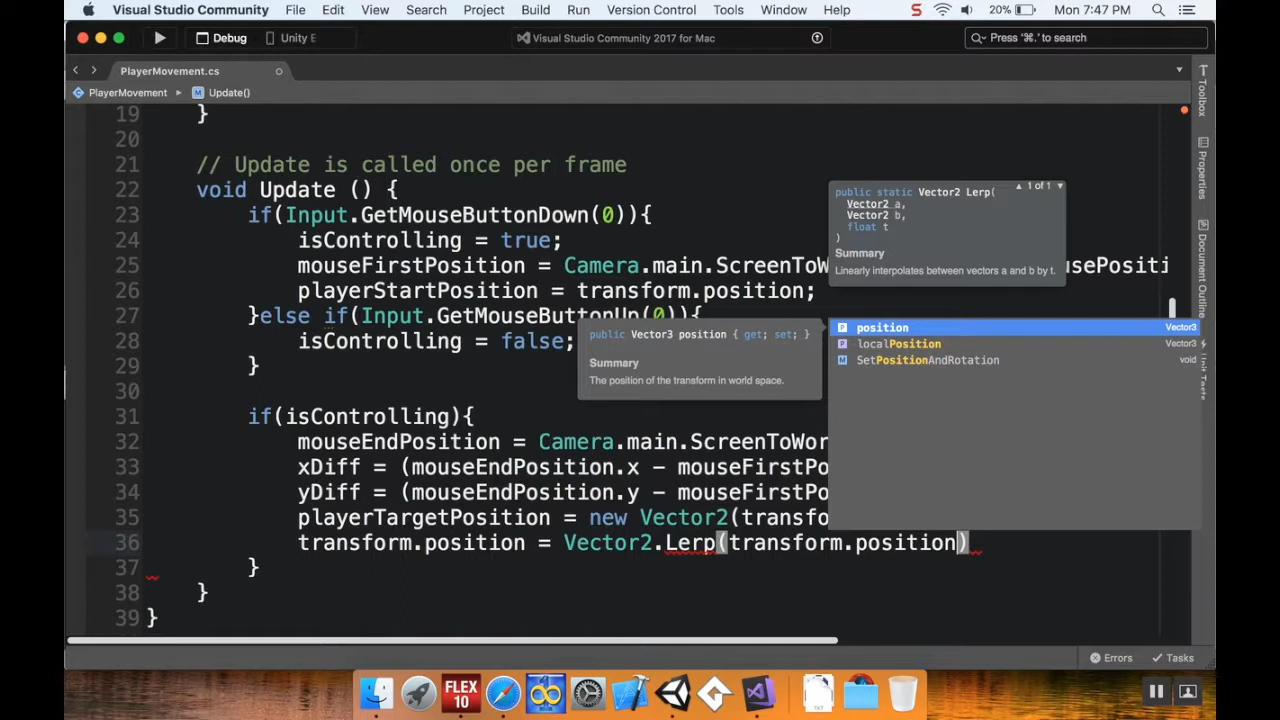 Visual Studio Community File Edit View Search Project Build Run Version Control Tools Window Help S 20% Mon 7:47 PM
Debug Unity E Visual Studio Community 2017 for Mac Press '⌘.' to search
PlayerMovement.cs
PlayerMovement ▸ M Update()
19 }
20
21 // Update is called once per frame
22 void Update () {
23 if(Input.GetMouseButtonDown(0)){
24 isControlling = true;
25 mouseFirstPosition = Camera.main.ScreenToW usePositi
26 playerStartPosition = transform.position;
27 }else if(Input.GetMouseButtonUp(0)){
28 isControlling = false;
29 }
30
31 if(isControlling){
32 mouseEndPosition = Camera.main.ScreenToWor
33 xDiff = (mouseEndPosition.x - mouseFirstPo
34 yDiff = (mouseEndPosition.y - mouseFirstPo
35 playerTargetPosition = new Vector2(transfo
36 transform.position = Vector2.Lerp(transform.position)
37 }
38 }
39 }
▲ 1 of 1 ▼
public static Vector2 Lerp(
Vector2 a,
Vector2 b,
float t
)
Summary
Linearly interpolates between vectors a and b by t.
public Vector3 position { get; set; }
Summary
The position of the transform in world space.
P position Vector3
P localPosition Vector3
M SetPositionAndRotation void
Toolbox
Properties
Document Outline
Unit Tests
Errors Tasks
FLEX
10
TXT